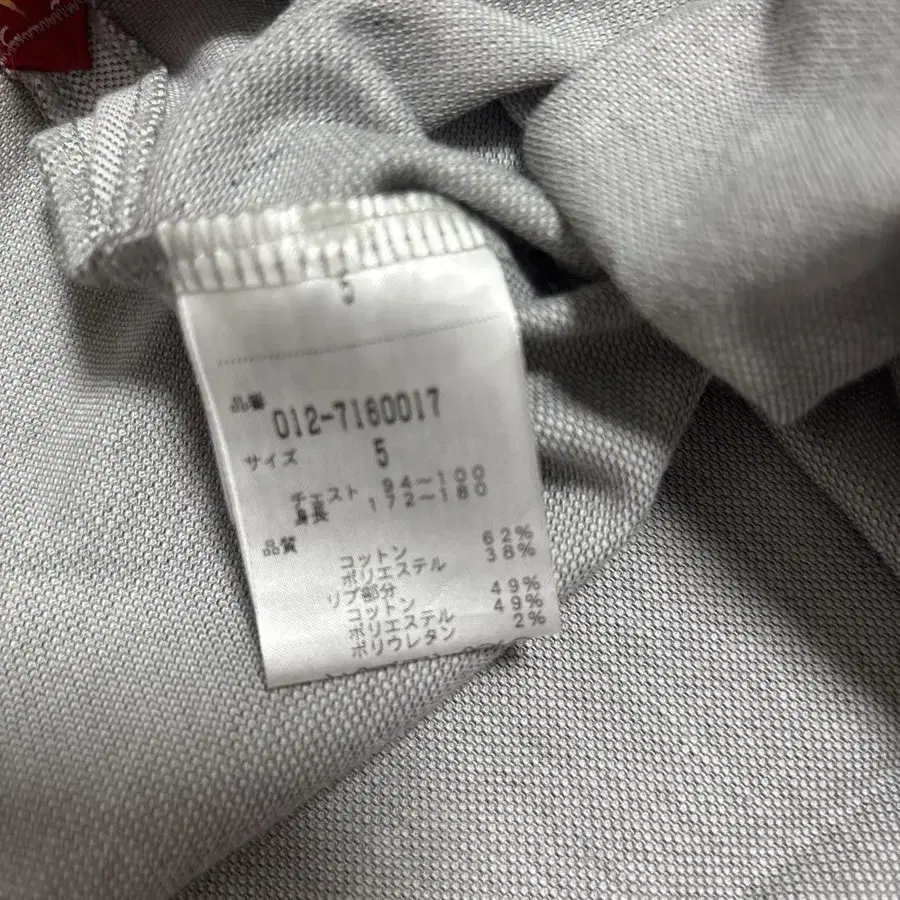 5
品番
012-7160017
サイズ 5
チェスト 94～100
身長 172～180
品質
コットン 62%
ポリエステル 38%
リブ部分
コットン 49%
ポリエステル 49%
ポリウレタン 2%